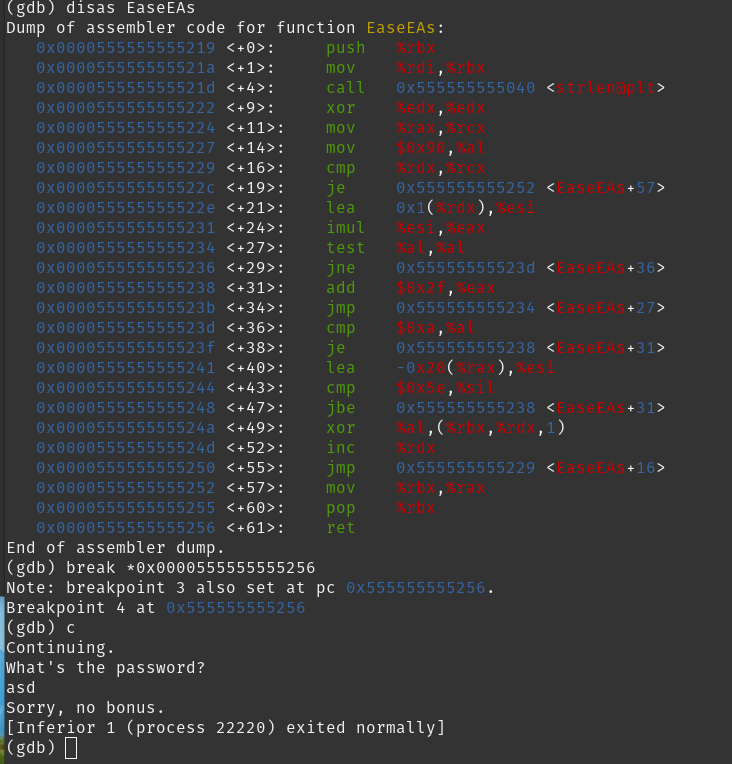 (gdb) disas EaseEAs
Dump of assembler code for function EaseEAs:
0x0000555555555219 <+0>: push %rbx
0x000055555555521a <+1>: mov %rdi,%rbx
0x000055555555521d <+4>: call 0x555555555040 <strlen@plt>
0x0000555555555222 <+9>: xor %edx,%edx
0x0000555555555224 <+11>: mov %rax,%rcx
0x0000555555555227 <+14>: mov $0x90,%al
0x0000555555555229 <+16>: cmp %rdx,%rcx
0x000055555555522c <+19>: je 0x555555555252 <EaseEAs+57>
0x000055555555522e <+21>: lea 0x1(%rdx),%esi
0x0000555555555231 <+24>: imul %esi,%eax
0x0000555555555234 <+27>: test %al,%al
0x0000555555555236 <+29>: jne 0x55555555523d <EaseEAs+36>
0x0000555555555238 <+31>: add $0x2f,%eax
0x000055555555523b <+34>: jmp 0x555555555234 <EaseEAs+27>
0x000055555555523d <+36>: cmp $0xa,%al
0x000055555555523f <+38>: je 0x555555555238 <EaseEAs+31>
0x0000555555555241 <+40>: lea -0x20(%rax),%esi
0x0000555555555244 <+43>: cmp $0x5e,%sil
0x0000555555555248 <+47>: jbe 0x555555555238 <EaseEAs+31>
0x000055555555524a <+49>: xor %al,(%rbx,%rdx,1)
0x000055555555524d <+52>: inc %rdx
0x0000555555555250 <+55>: jmp 0x555555555229 <EaseEAs+16>
0x0000555555555252 <+57>: mov %rbx,%rax
0x0000555555555255 <+60>: pop %rbx
0x0000555555555256 <+61>: ret
End of assembler dump.
(gdb) break *0x0000555555555256
Note: breakpoint 3 also set at pc 0x555555555256.
Breakpoint 4 at 0x555555555256
(gdb) c
Continuing.
What's the password?
asd
Sorry, no bonus.
[Inferior 1 (process 22220) exited normally]
(gdb)